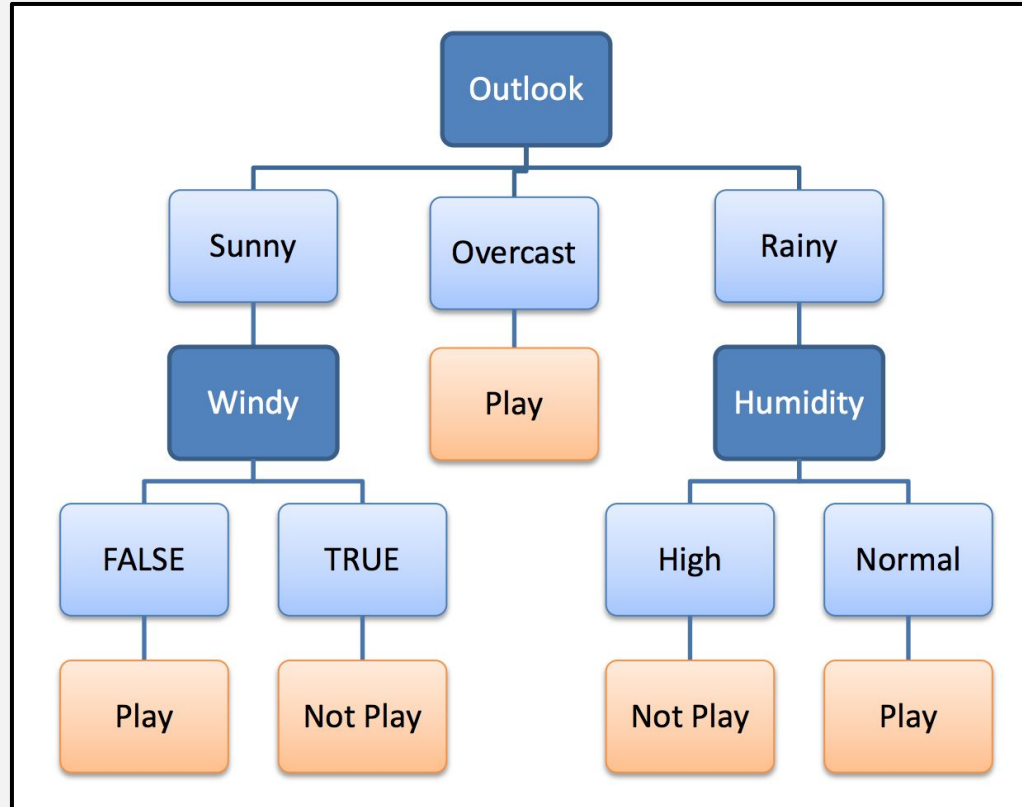 Outlook
Sunny
Overcast
Rainy
Windy
Play
Humidity
FALSE
TRUE
High
Normal
Play
Not Play
Not Play
Play